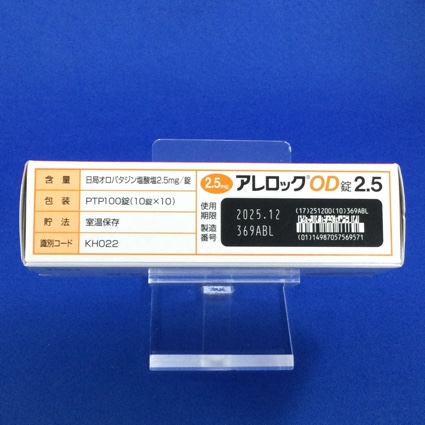 含量 日局オロパタジン塩酸塩2.5mg/錠
包装 PTP100錠(10錠×10)
貯法 室温保存
識別コード KH022
2.5mg アレロック®OD錠2.5
使用期限 2025.12
製造番号 369ABL
(17)251200(10)369ABL
(01)14987057569571